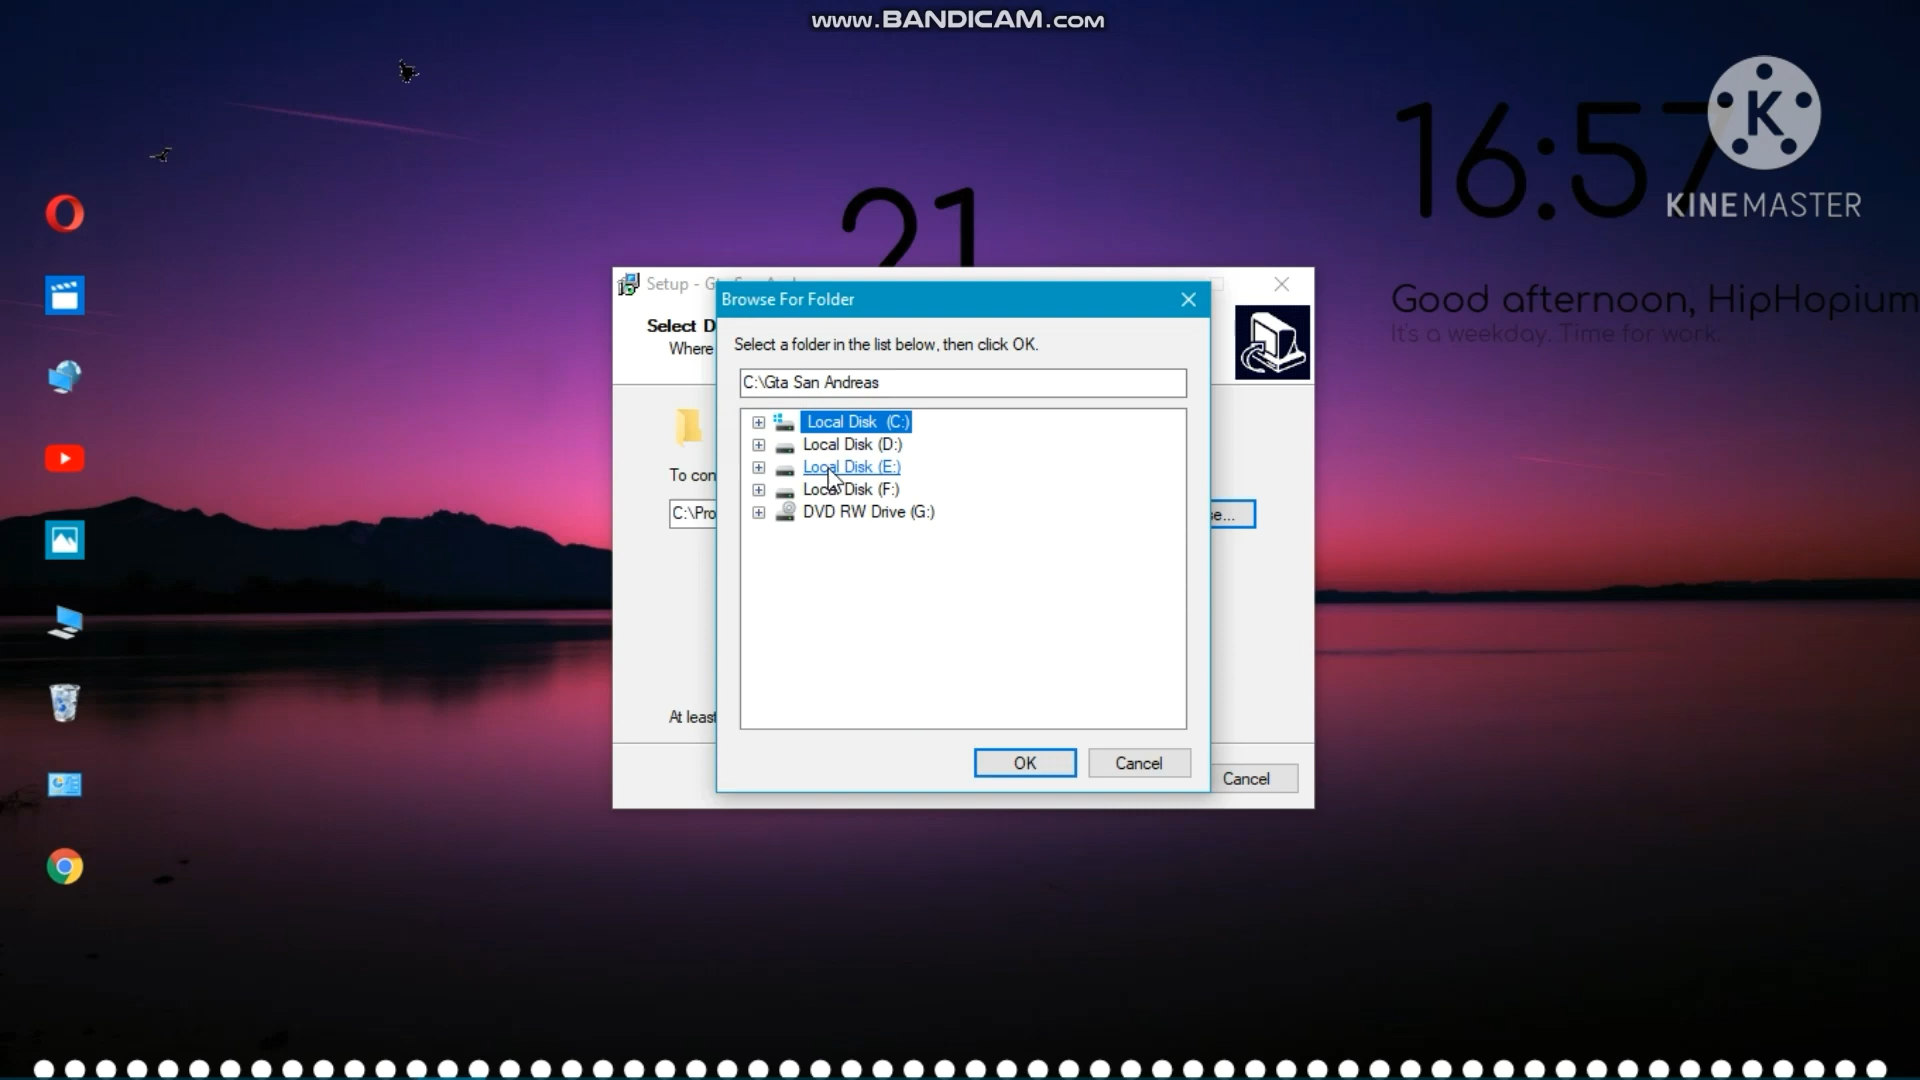 www.BANDICAM.com
16:57
K
KINEMASTER
21
Good afternoon, HipHopium
It's a weekday. Time for work.
Setup - G
Browse For Folder
Select D
Where
Select a folder in the list below, then click OK.
C:\Gta San Andreas
Local Disk (C:)
Local Disk (D:)
Local Disk (E:)
Local Disk (F:)
DVD RW Drive (G:)
To con
C:\Pro
se...
At least
OK
Cancel
Cancel